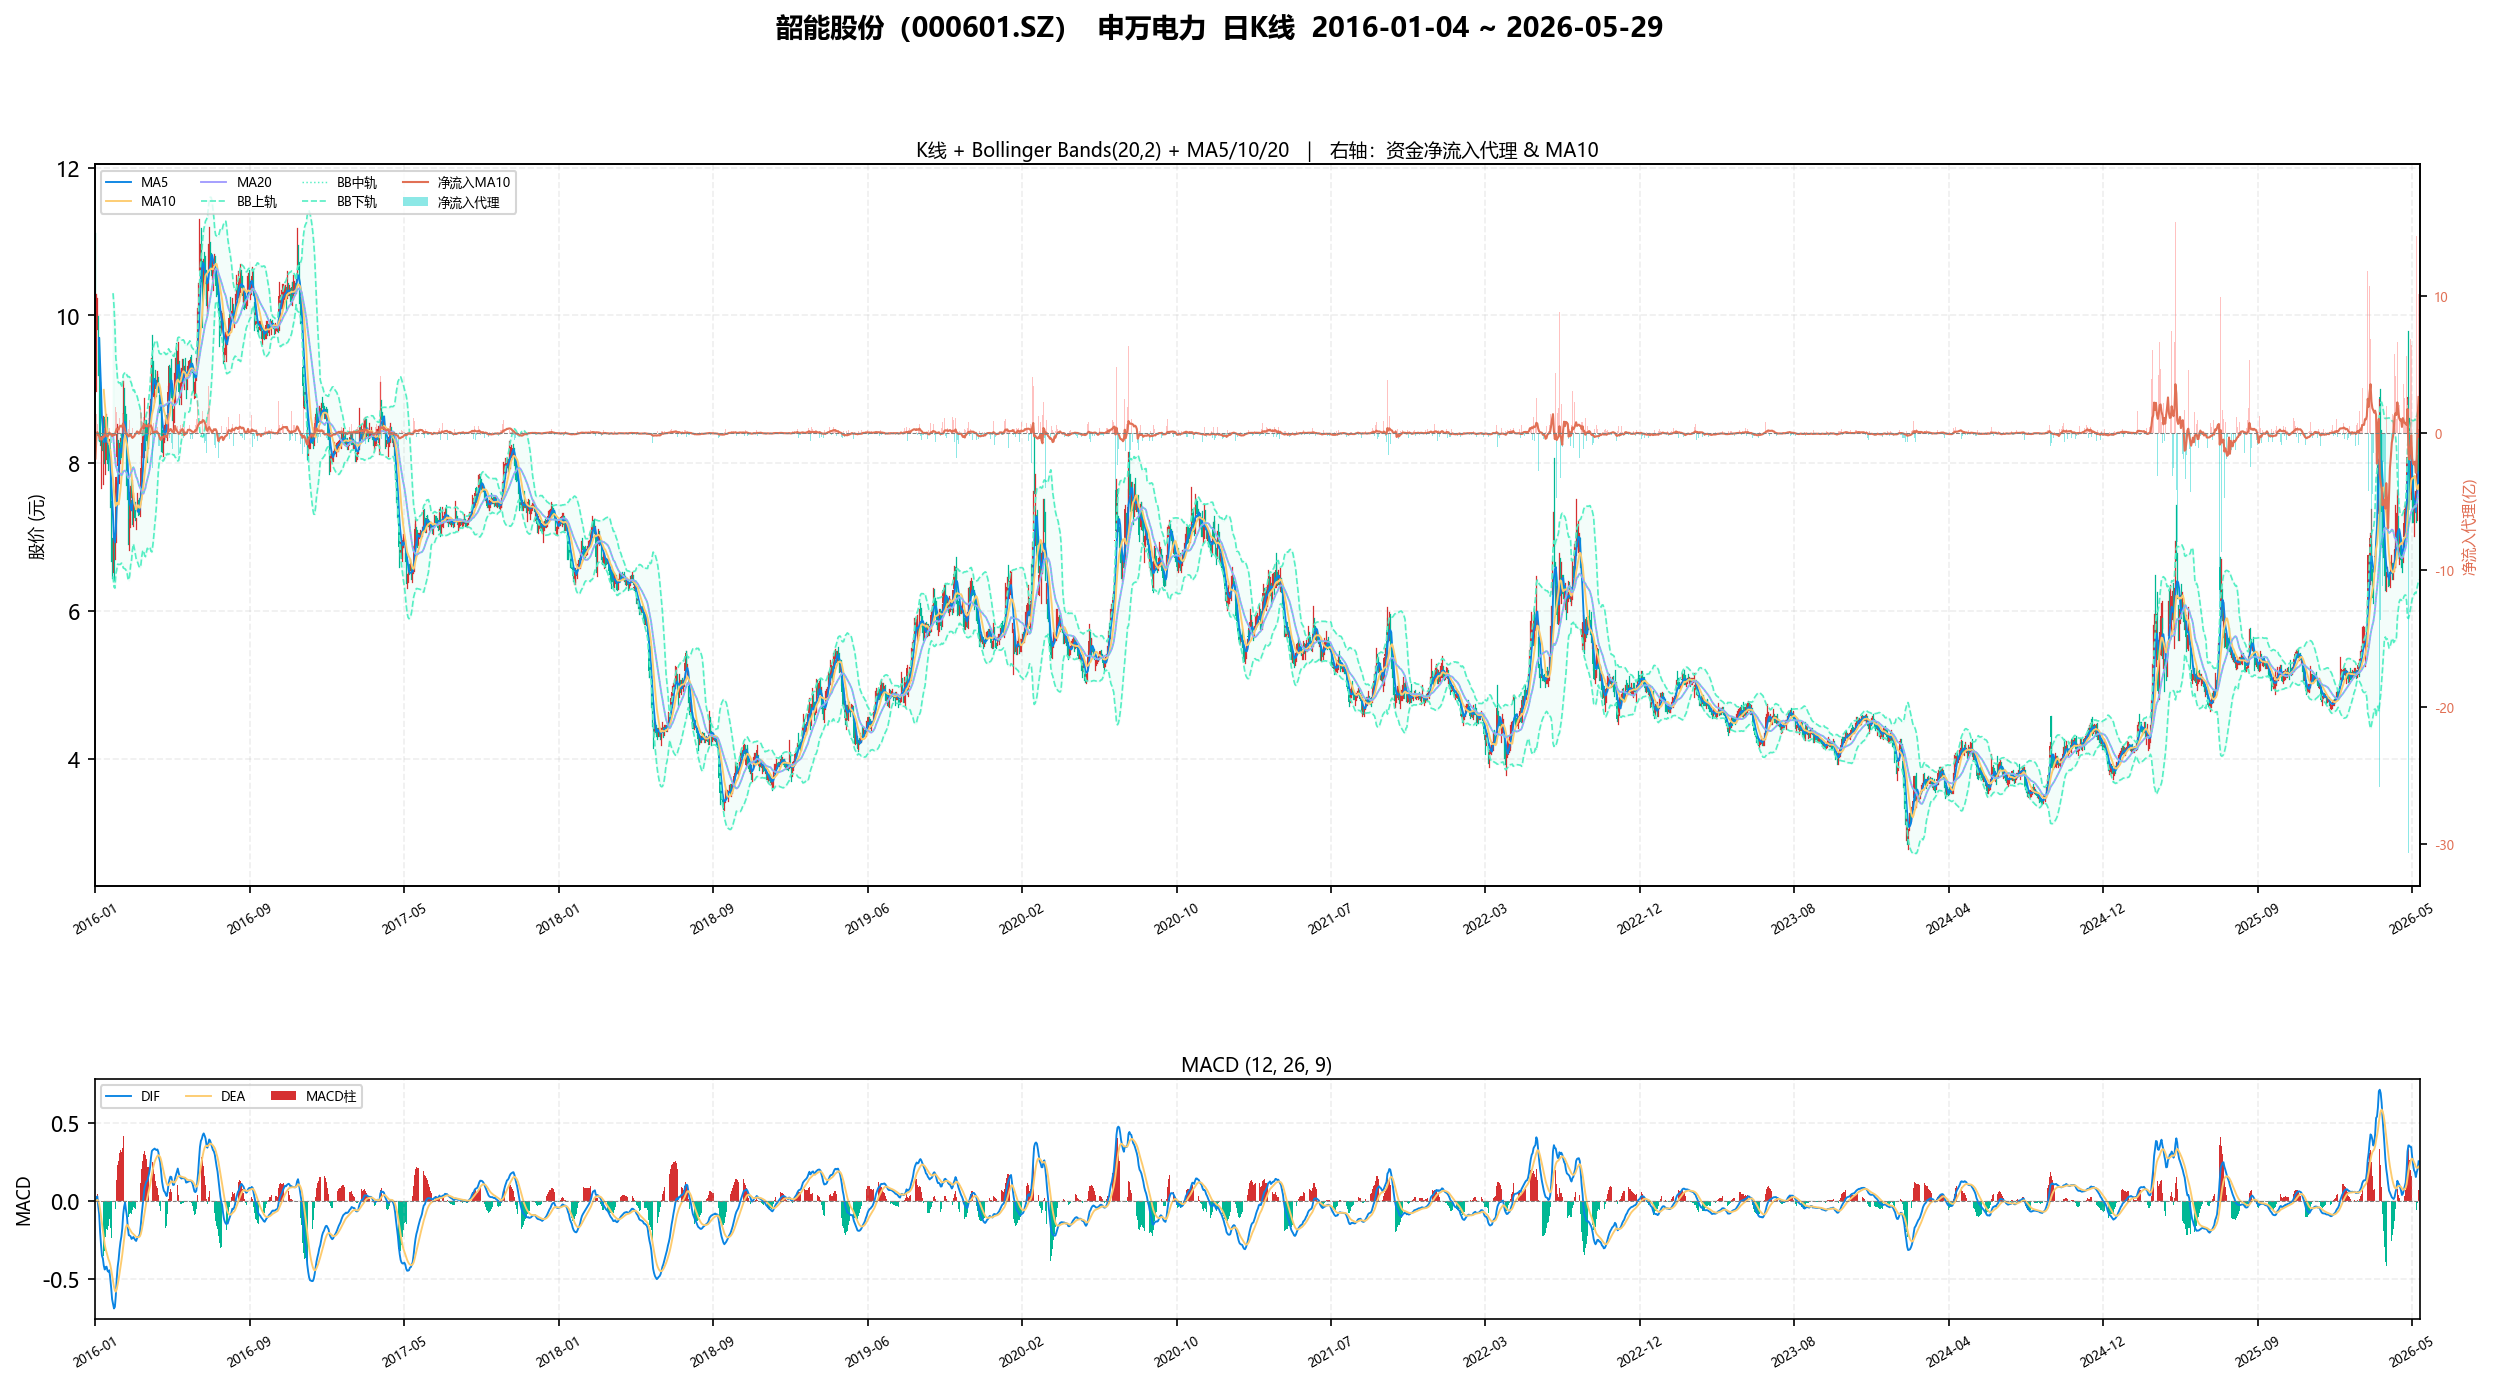 韶能股份（000601.SZ） 申万电力 日K线 2016-01-04 ~ 2026-05-29
K线 + Bollinger Bands(20,2) + MA5/10/20 | 右轴：资金净流入代理 & MA10
MA5 MA20 BB中轨 净流入MA10
MA10 BB上轨 BB下轨 净流入代理
股价 (元)
12
10
8
6
4
净流入代理(亿)
10
0
-10
-20
-30
2016-01 2016-09 2017-05 2018-01 2018-09 2019-06 2020-02 2020-10 2021-07 2022-03 2022-12 2023-08 2024-04 2024-12 2025-09 2026-05
MACD (12, 26, 9)
DIF DEA MACD柱
MACD
0.5
0.0
-0.5
2016-01 2016-09 2017-05 2018-01 2018-09 2019-06 2020-02 2020-10 2021-07 2022-03 2022-12 2023-08 2024-04 2024-12 2025-09 2026-05